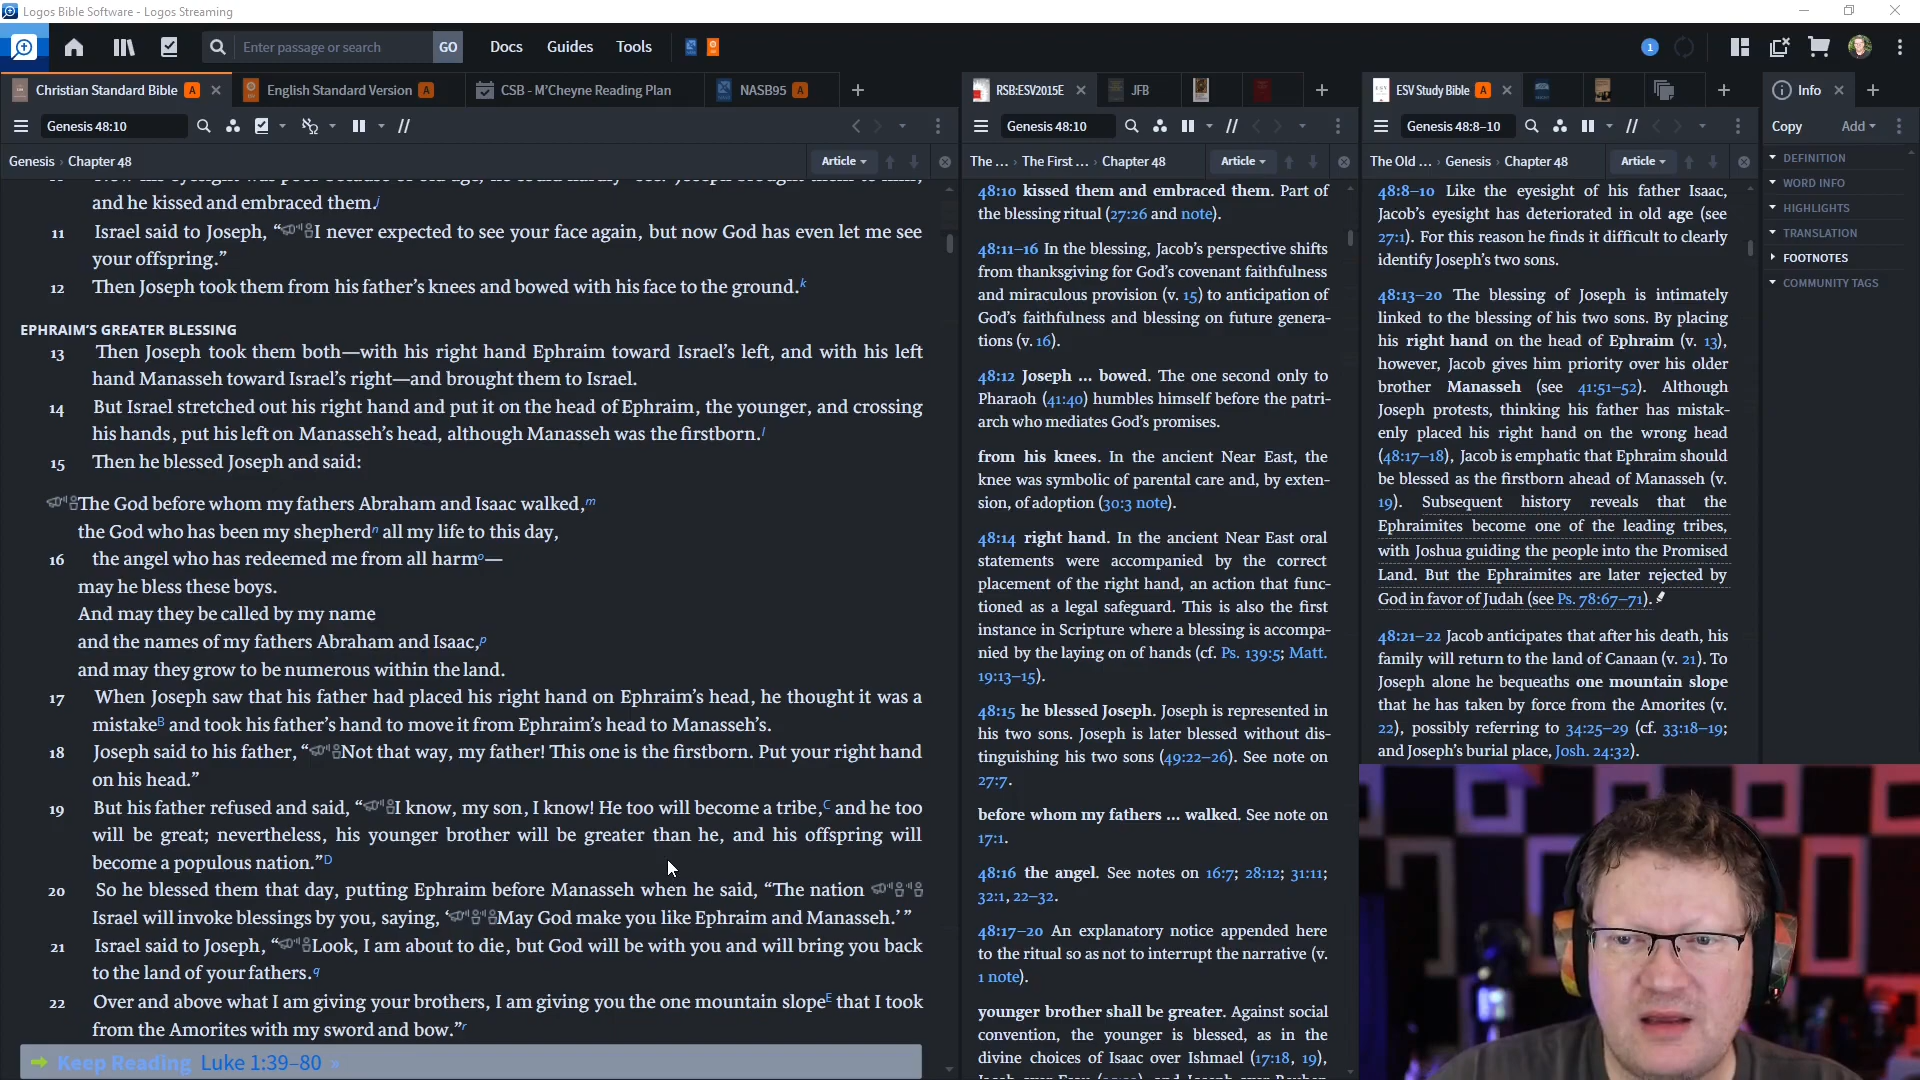 Logos Bible Software - Logos Streaming
Enter passage or search
GO
Docs
Guides
Tools
1
Christian Standard Bible A
English Standard Version A
CSB - M'Cheyne Reading Plan
NASB95 A
RSB:ESV2015E
JFB
ESV Study Bible A
Info
Genesis 48:10
Genesis 48:10
Genesis 48:8–10
Copy
Add
Genesis › Chapter 48
Article
The ... › The First ... › Chapter 48
Article
The Old ... › Genesis › Chapter 48
Article
and he kissed and embraced them.j
11 Israel said to Joseph, “I never expected to see your face again, but now God has even let me see
your offspring.”
12 Then Joseph took them from his father’s knees and bowed with his face to the ground.k
EPHRAIM’S GREATER BLESSING
13 Then Joseph took them both—with his right hand Ephraim toward Israel’s left, and with his left
hand Manasseh toward Israel’s right—and brought them to Israel.
14 But Israel stretched out his right hand and put it on the head of Ephraim, the younger, and crossing
his hands, put his left on Manasseh’s head, although Manasseh was the firstborn.l
15 Then he blessed Joseph and said:
The God before whom my fathers Abraham and Isaac walked,m
the God who has been my shepherdn all my life to this day,
16 the angel who has redeemed me from all harmo—
may he bless these boys.
And may they be called by my name
and the names of my fathers Abraham and Isaac,p
and may they grow to be numerous within the land.
17 When Joseph saw that his father had placed his right hand on Ephraim’s head, he thought it was a
mistakeB and took his father’s hand to move it from Ephraim’s head to Manasseh’s.
18 Joseph said to his father, “Not that way, my father! This one is the firstborn. Put your right hand
on his head.”
19 But his father refused and said, “I know, my son, I know! He too will become a tribe,C and he too
will be great; nevertheless, his younger brother will be greater than he, and his offspring will
become a populous nation.”D
20 So he blessed them that day, putting Ephraim before Manasseh when he said, “The nation
Israel will invoke blessings by you, saying, ‘May God make you like Ephraim and Manasseh.’ ”
21 Israel said to Joseph, “Look, I am about to die, but God will be with you and will bring you back
to the land of your fathers.q
22 Over and above what I am giving your brothers, I am giving you the one mountain slopeE that I took
from the Amorites with my sword and bow.”r
Keep Reading Luke 1:39–80 »
48:10 kissed them and embraced them. Part of
the blessing ritual (27:26 and note).
48:11–16 In the blessing, Jacob’s perspective shifts
from thanksgiving for God’s covenant faithfulness
and miraculous provision (v. 15) to anticipation of
God’s faithfulness and blessing on future genera-
tions (v. 16).
48:12 Joseph ... bowed. The one second only to
Pharaoh (41:40) humbles himself before the patri-
arch who mediates God’s promises.
from his knees. In the ancient Near East, the
knee was symbolic of parental care and, by exten-
sion, of adoption (30:3 note).
48:14 right hand. In the ancient Near East oral
statements were accompanied by the correct
placement of the right hand, an action that func-
tioned as a legal safeguard. This is also the first
instance in Scripture where a blessing is accompa-
nied by the laying on of hands (cf. Ps. 139:5; Matt.
19:13–15).
48:15 he blessed Joseph. Joseph is represented in
his two sons. Joseph is later blessed without dis-
tinguishing his two sons (49:22–26). See note on
27:7.
before whom my fathers ... walked. See note on
17:1.
48:16 the angel. See notes on 16:7; 28:12; 31:11;
32:1, 22–32.
48:17–20 An explanatory notice appended here
to the ritual so as not to interrupt the narrative (v.
1 note).
younger brother shall be greater. Against social
convention, the younger is blessed, as in the
divine choices of Isaac over Ishmael (17:18, 19),
48:8–10 Like the eyesight of his father Isaac,
Jacob’s eyesight has deteriorated in old age (see
27:1). For this reason he finds it difficult to clearly
identify Joseph’s two sons.
48:13–20 The blessing of Joseph is intimately
linked to the blessing of his two sons. By placing
his right hand on the head of Ephraim (v. 13),
however, Jacob gives him priority over his older
brother Manasseh (see 41:51–52). Although
Joseph protests, thinking his father has mistak-
enly placed his right hand on the wrong head
(48:17–18), Jacob is emphatic that Ephraim should
be blessed as the firstborn ahead of Manasseh (v.
19). Subsequent history reveals that the
Ephraimites become one of the leading tribes,
with Joshua guiding the people into the Promised
Land. But the Ephraimites are later rejected by
God in favor of Judah (see Ps. 78:67–71).
48:21–22 Jacob anticipates that after his death, his
family will return to the land of Canaan (v. 21). To
Joseph alone he bequeaths one mountain slope
that he has taken by force from the Amorites (v.
22), possibly referring to 34:25–29 (cf. 33:18–19;
and Joseph’s burial place, Josh. 24:32).
DEFINITION
WORD INFO
HIGHLIGHTS
TRANSLATION
FOOTNOTES
COMMUNITY TAGS